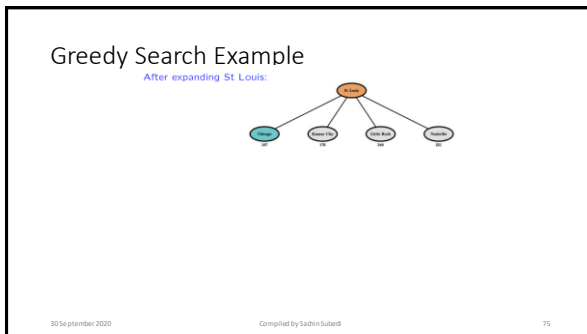 Greedy Search Example
After expanding St Louis:
St Louis
Chicago Kansas City Little Rock Nashville
30 September 2020 Compiled by Sachin Subedi 75